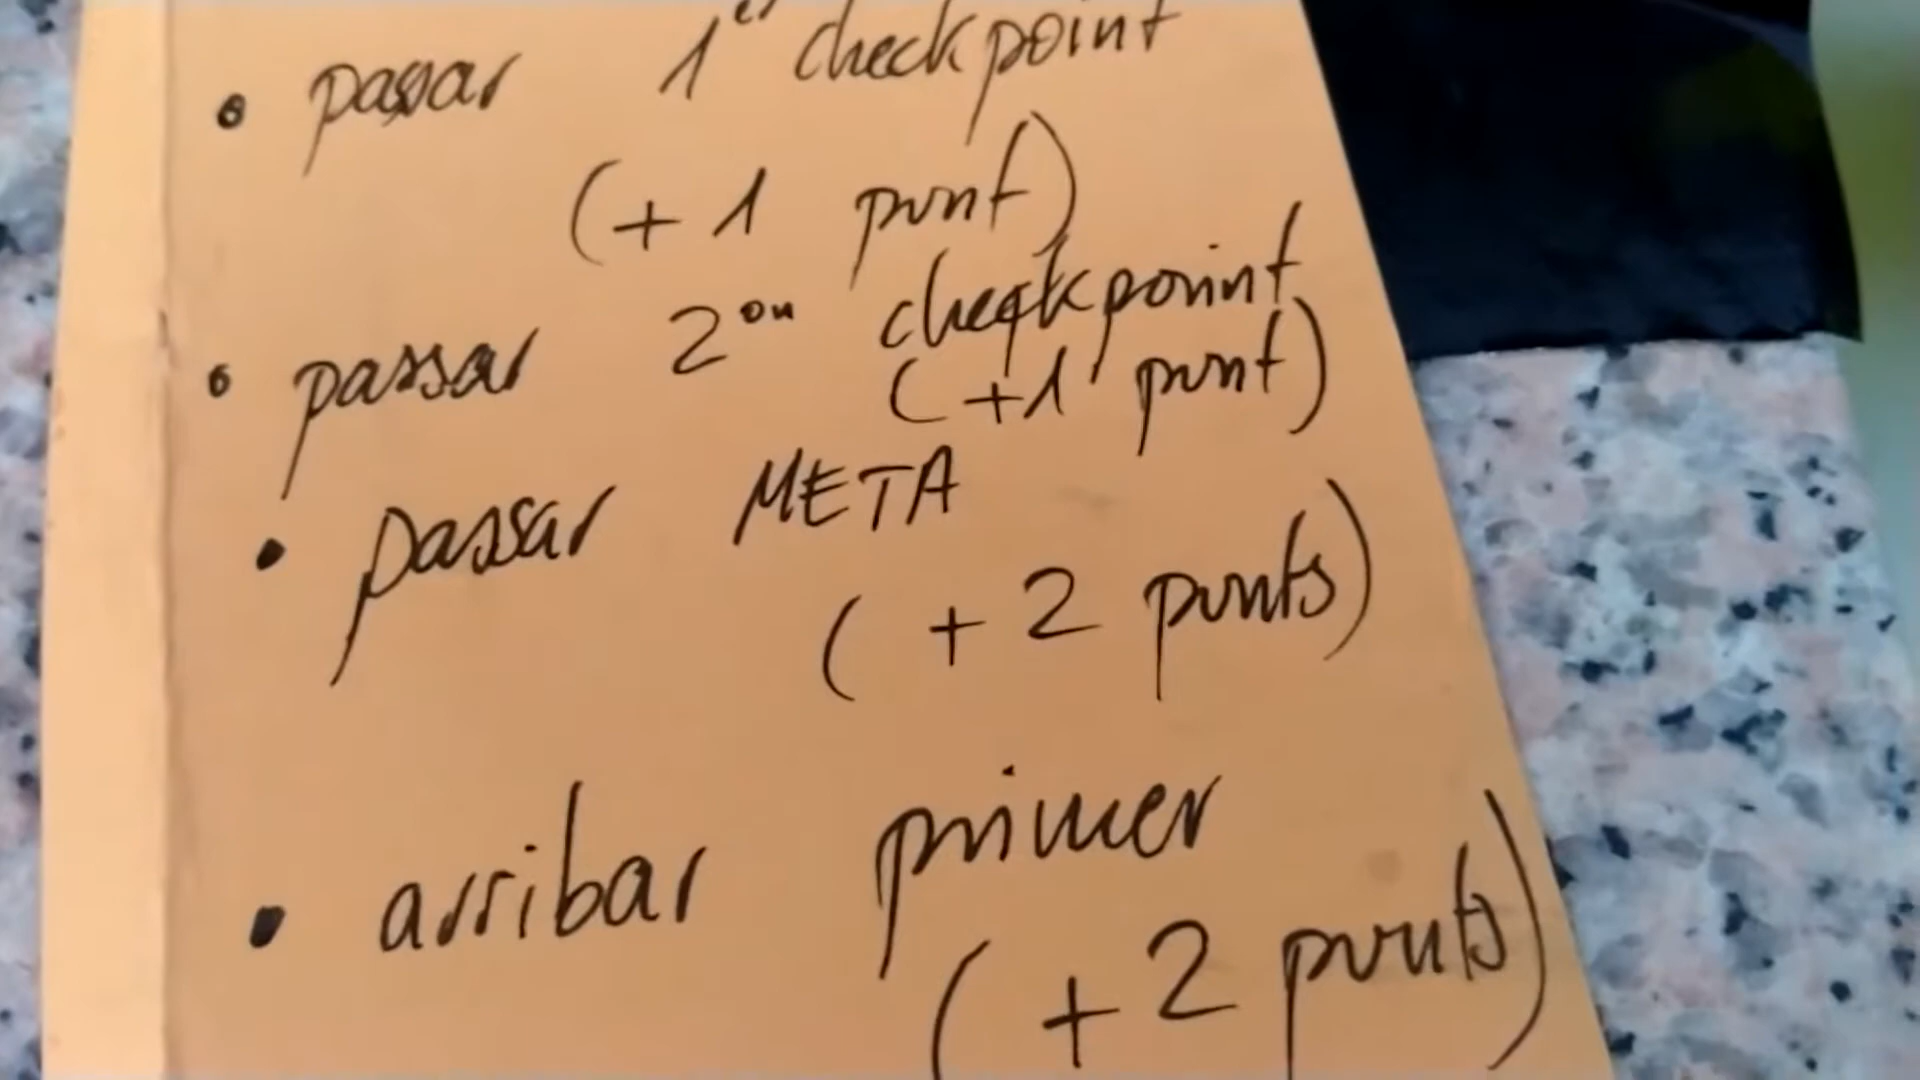 • passar 1er checkpoint
(+ 1 punt)
• passar 2on checkpoint
(+1 punt)
• passar META
(+ 2 punts)
• arribar primer
(+ 2 punts)